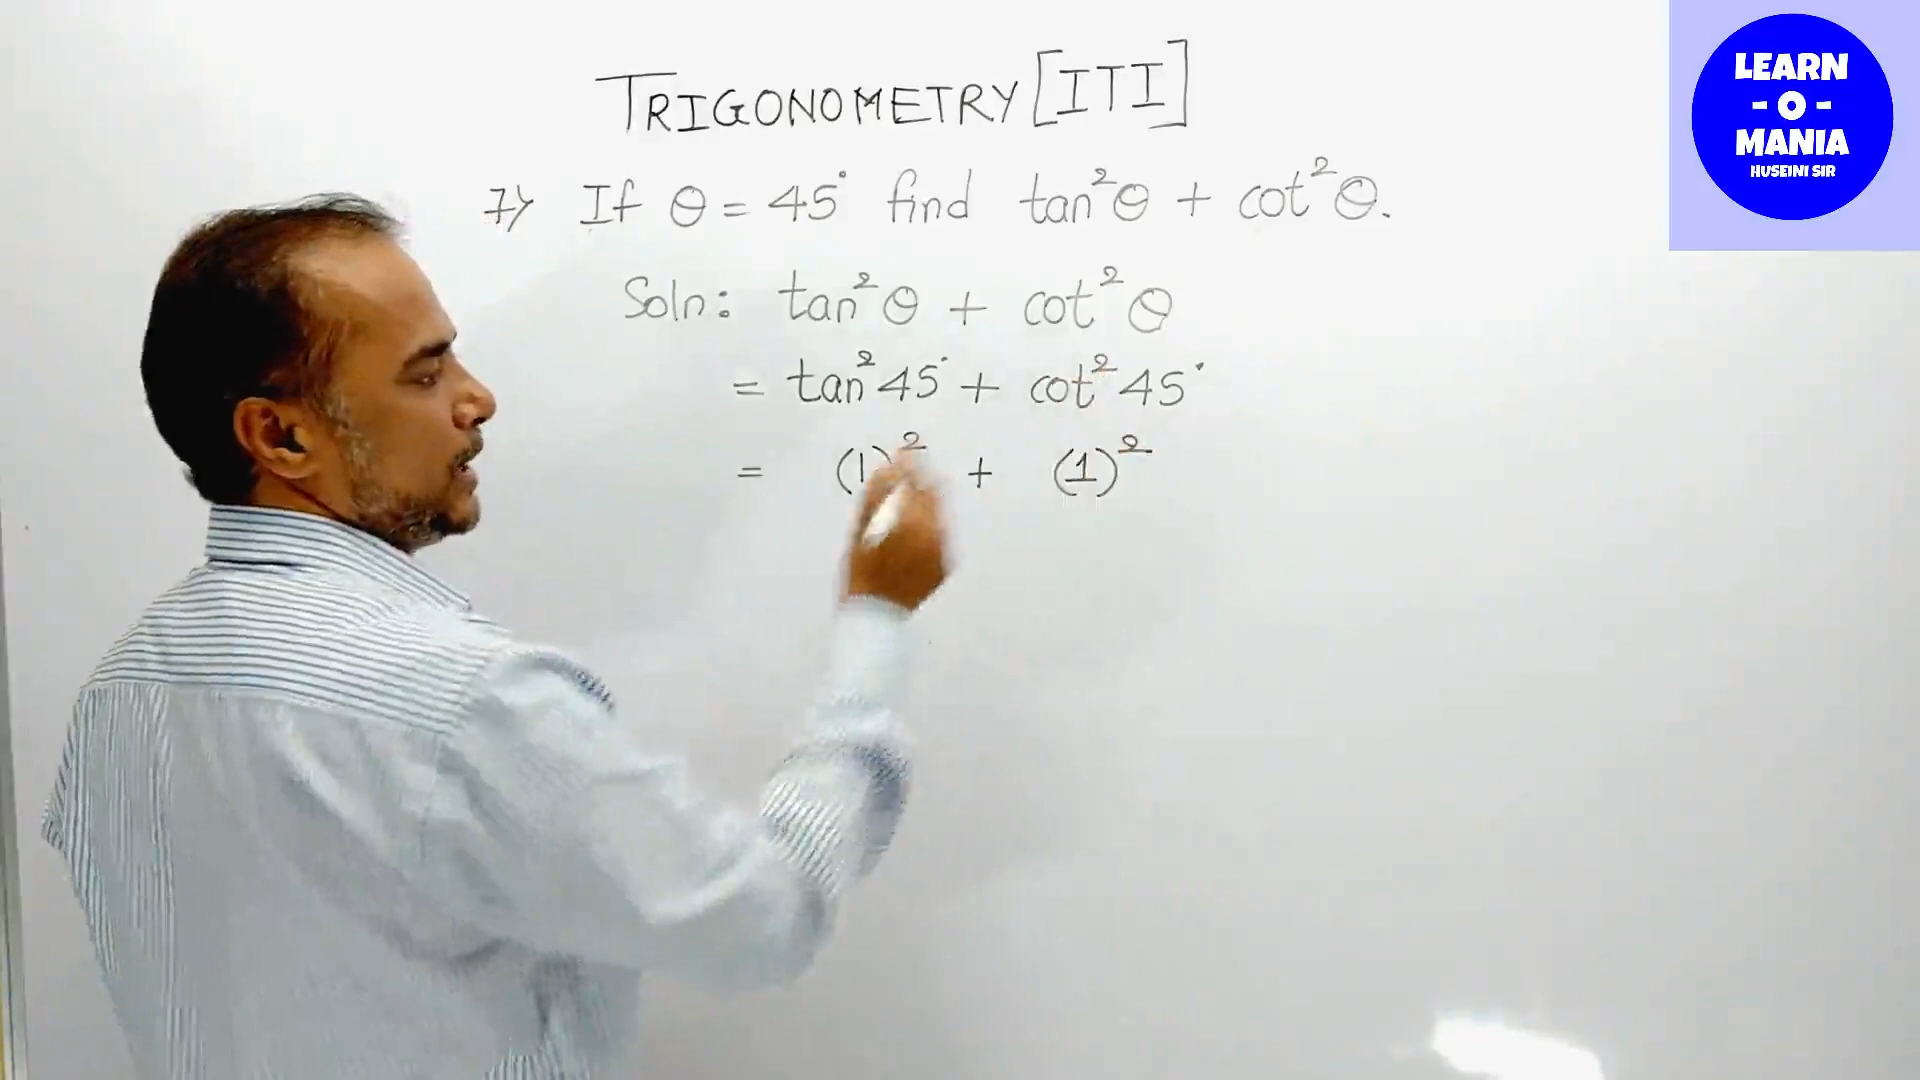 TRIGONOMETRY [ITI]
7) If θ = 45° find tan²θ + cot²θ.
Soln: tan²θ + cot²θ
= tan²45° + cot²45°
= (1)² + (1)²
LEARN
- O -
MANIA
HUSEINI SIR